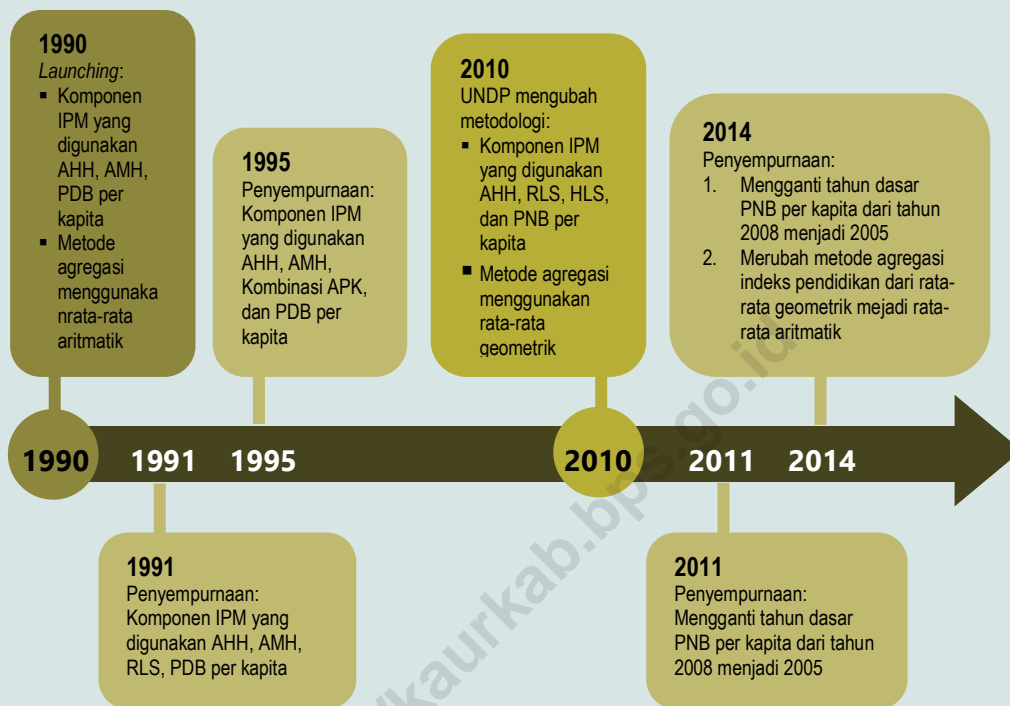 1990
Launching:
▪ Komponen
IPM yang
digunakan
AHH, AMH,
PDB per
kapita
▪ Metode
agregasi
menggunaka
nrata-rata
aritmatik
1995
Penyempurnaan:
Komponen IPM
yang digunakan
AHH, AMH,
Kombinasi APK,
dan PDB per
kapita
2010
UNDP mengubah
metodologi:
▪ Komponen IPM
yang digunakan
AHH, RLS, HLS,
dan PNB per
kapita
▪ Metode agregasi
menggunakan
rata-rata
geometrik
2014
Penyempurnaan:
1. Mengganti tahun dasar
PNB per kapita dari tahun
2008 menjadi 2005
2. Merubah metode agregasi
indeks pendidikan dari rata-
rata geometrik mejadi rata-
rata aritmatik
1990 1991 1995 2010 2011 2014
1991
Penyempurnaan:
Komponen IPM yang
digunakan AHH, AMH,
RLS, PDB per kapita
2011
Penyempurnaan:
Mengganti tahun dasar
PNB per kapita dari tahun
2008 menjadi 2005
/kaurkab.bps.go.id